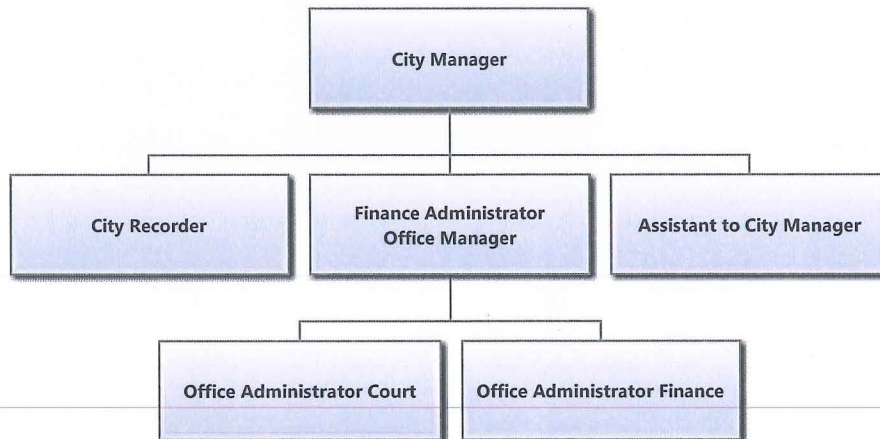 City Manager
City Recorder
Finance Administrator
Office Manager
Assistant to City Manager
Office Administrator Court
Office Administrator Finance